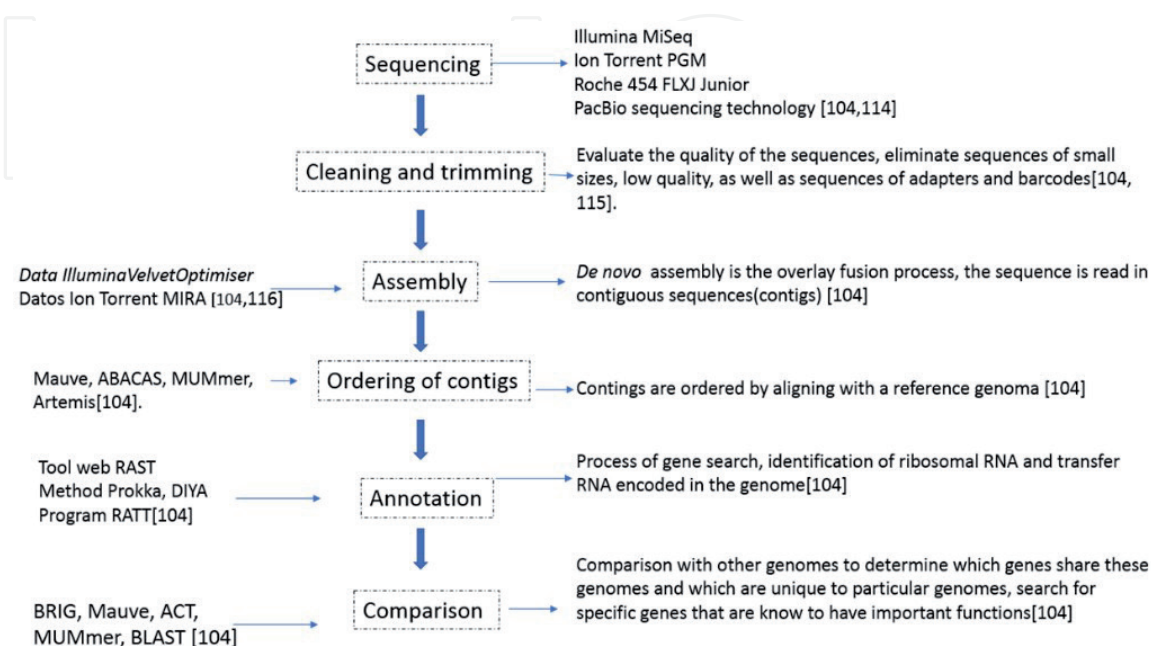 Sequencing
Illumina MiSeq
Ion Torrent PGM
Roche 454 FLXJ Junior
PacBio sequencing technology [104,114]
Cleaning and trimming
Evaluate the quality of the sequences, eliminate sequences of small
sizes, low quality, as well as sequences of adapters and barcodes[104,
115].
Data IlluminaVelvetOptimiser
Datos Ion Torrent MIRA [104,116]
Assembly
De novo assembly is the overlay fusion process, the sequence is read in
contiguous sequences(contigs) [104]
Mauve, ABACAS, MUMmer,
Artemis[104].
Ordering of contigs
Contings are ordered by aligning with a reference genoma [104]
Tool web RAST
Method Prokka, DIYA
Program RATT[104]
Annotation
Process of gene search, identification of ribosomal RNA and transfer
RNA encoded in the genome[104]
BRIG, Mauve, ACT,
MUMmer, BLAST [104]
Comparison
Comparison with other genomes to determine which genes share these
genomes and which are unique to particular genomes, search for
specific genes that are know to have important functions[104]